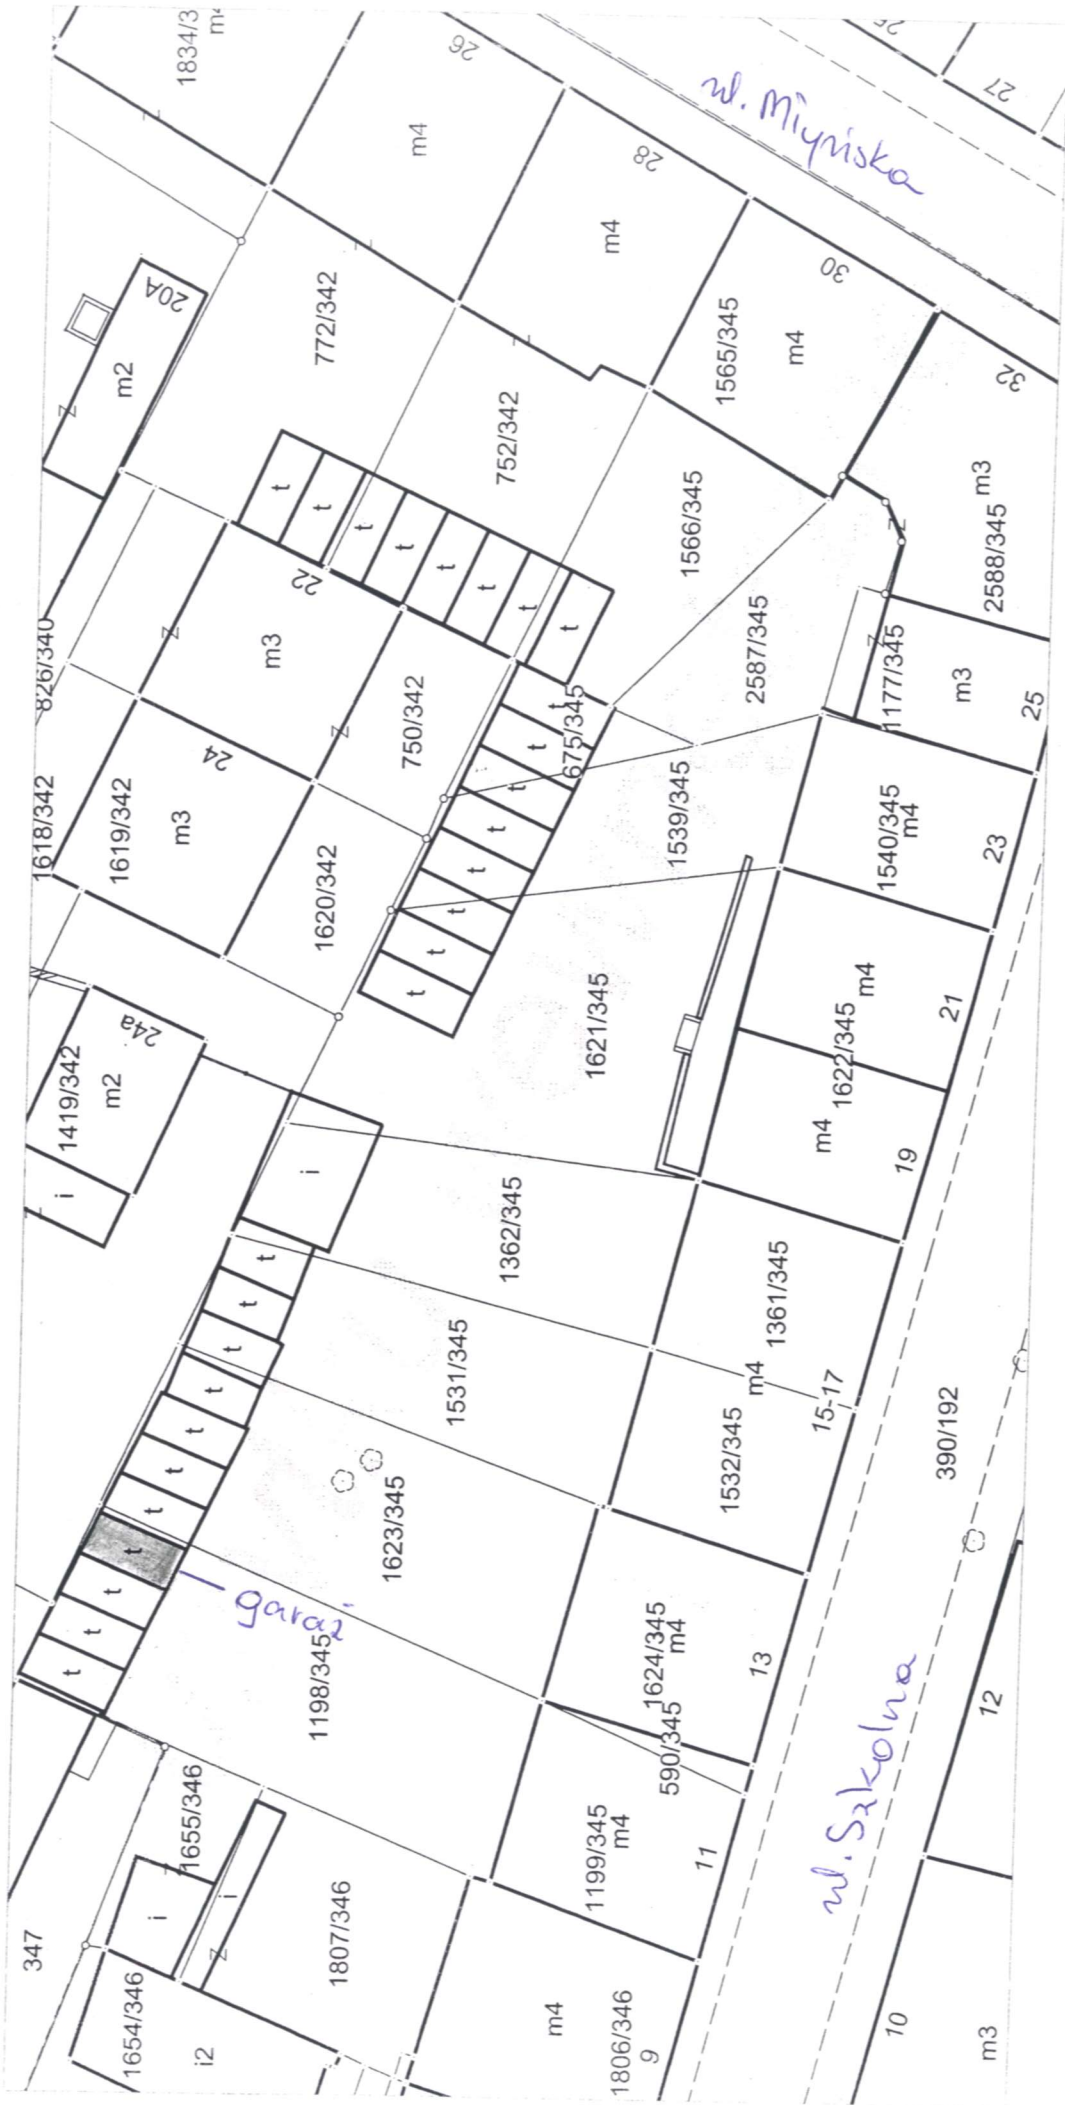 1834/3
26
27
m4
ul. Młyńska
28
m4
20A
m2
772/342
30
1565/345
m4
32
752/342
t
t
t
t
t
t
t
t
22
m3
1566/345
m3
2588/345
826/340
2587/345
1177/345
m3
25
750/342
24
1618/342
1619/342
m3
t
675/345
t
t
t
t
t
t
t
1539/345
1540/345
m4
23
1620/342
1621/345
m4
1622/345
m4
21
19
24a
1419/342
m2
i
i
1362/345
1361/345
t
t
t
t
t
t
t
t
t
t
t
1531/345
m4
1532/345
15-17
390/192
1623/345
garaż
1198/345
1624/345
m4
13
590/345
12
ul. Szkolna
1199/345
m4
11
1655/346
i
i
1807/346
347
1654/346
i2
m4
1806/346
9
10
m3